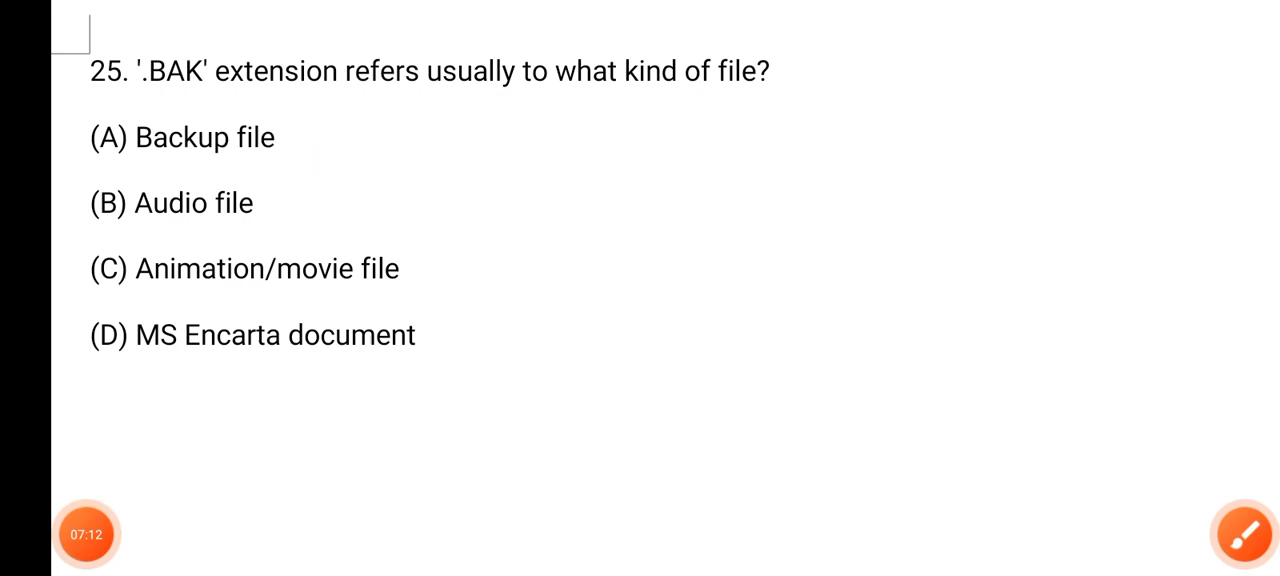 25. '.BAK' extension refers usually to what kind of file?
(A) Backup file
(B) Audio file
(C) Animation/movie file
(D) MS Encarta document
07:12